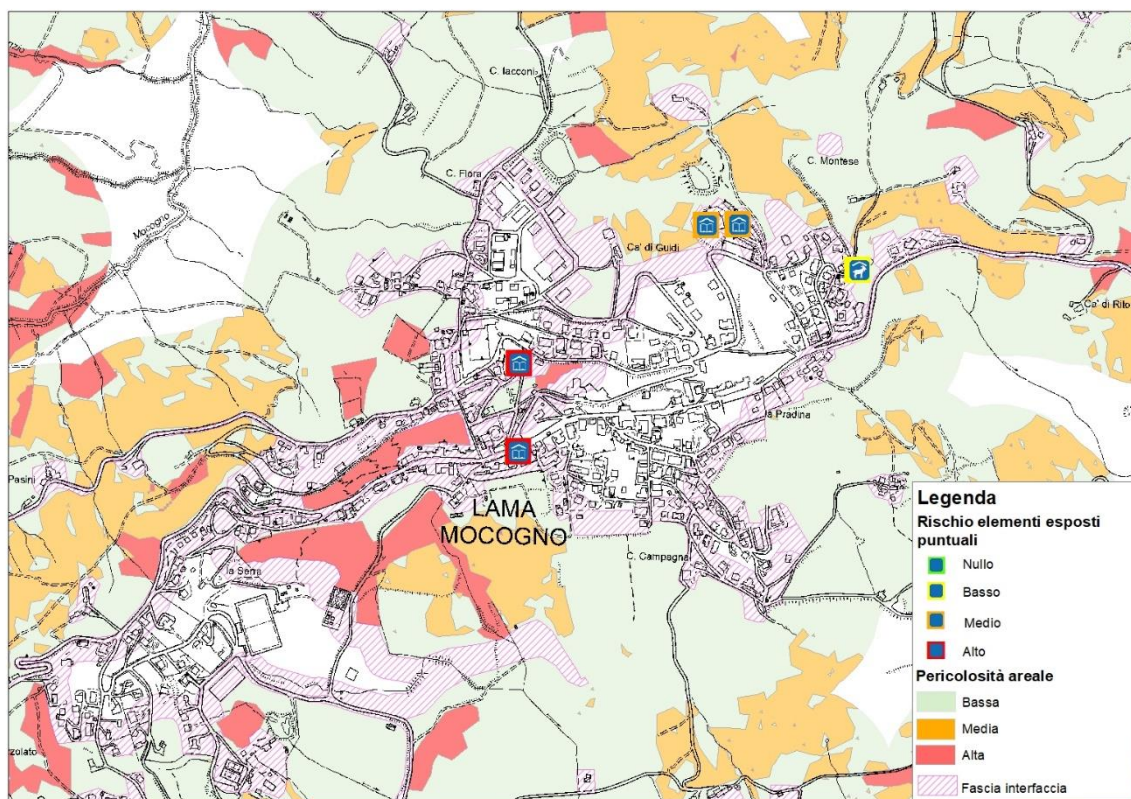 C. Iacconi
C. Flora
C. Montese
Mocogno
Ca' di Guidi
Ca' di Rito
la Pradina
Pasini
LAMA
MOCOGNO
C. Campagna
la Serra
zolato
Legenda
Rischio elementi esposti
puntuali
Nullo
Basso
Medio
Alto
Pericolosità areale
Bassa
Media
Alta
Fascia interfaccia